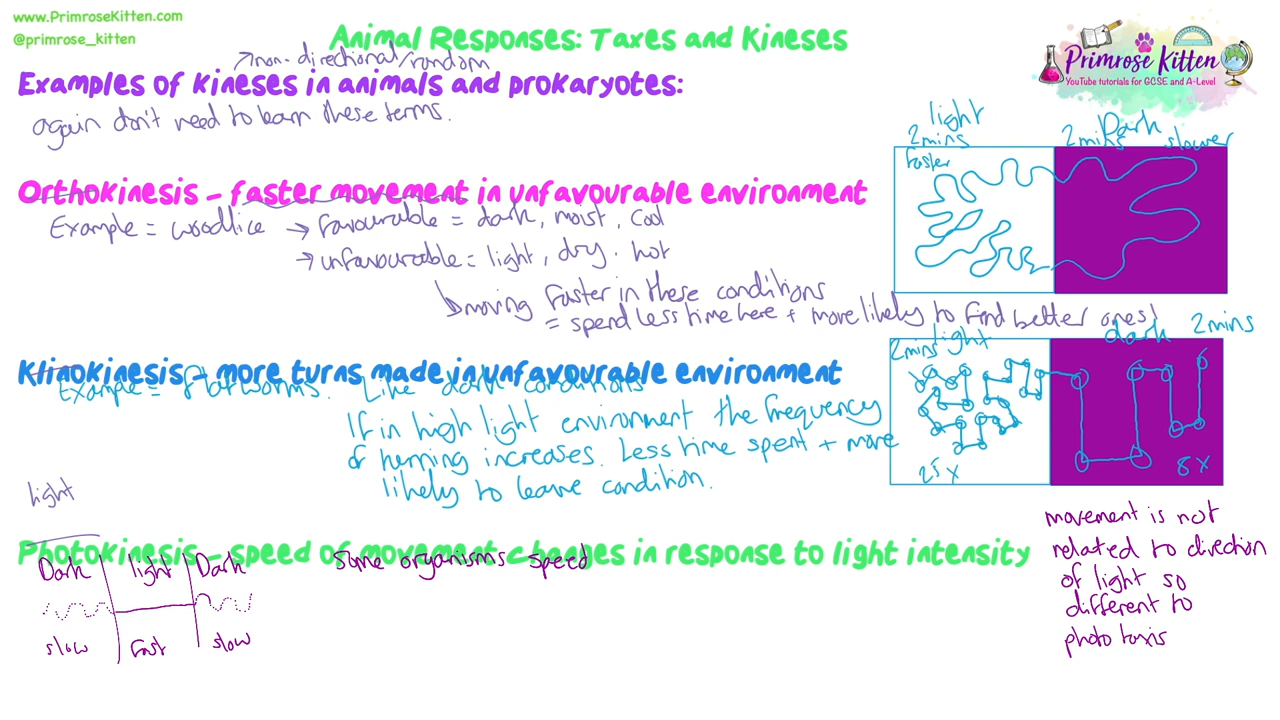 www.PrimroseKitten.com
@primrose_kitten
Animal Responses: Taxes and Kineses
Primrose Kitten
YouTube tutorials for GCSE and A-Level
→ non-directional/random
Examples of kineses in animals and prokaryotes:
again don't need to learn these terms.
light
2mins
Dark
2mins
faster
slower
Orthokinesis - faster movement in unfavourable environment
Example = woodlice → favourable = dark, moist, cool
→ unfavourable = light, dry. hot
↳ moving faster in these conditions
= spend less time here + more likely to find better ones!
light
2mins
dark
2mins
25x
8x
Klinokinesis - more turns made in unfavourable environment
Example = flatworms. Like dark conditions
If in high light environment the frequency
of turning increases. Less time spent + more
likely to leave condition.
light
Photokinesis - speed of movement changes in response to light intensity
Some organisms speed
Dark light Dark
slow fast slow
movement is not
related to direction
of light so
different to
photo taxis